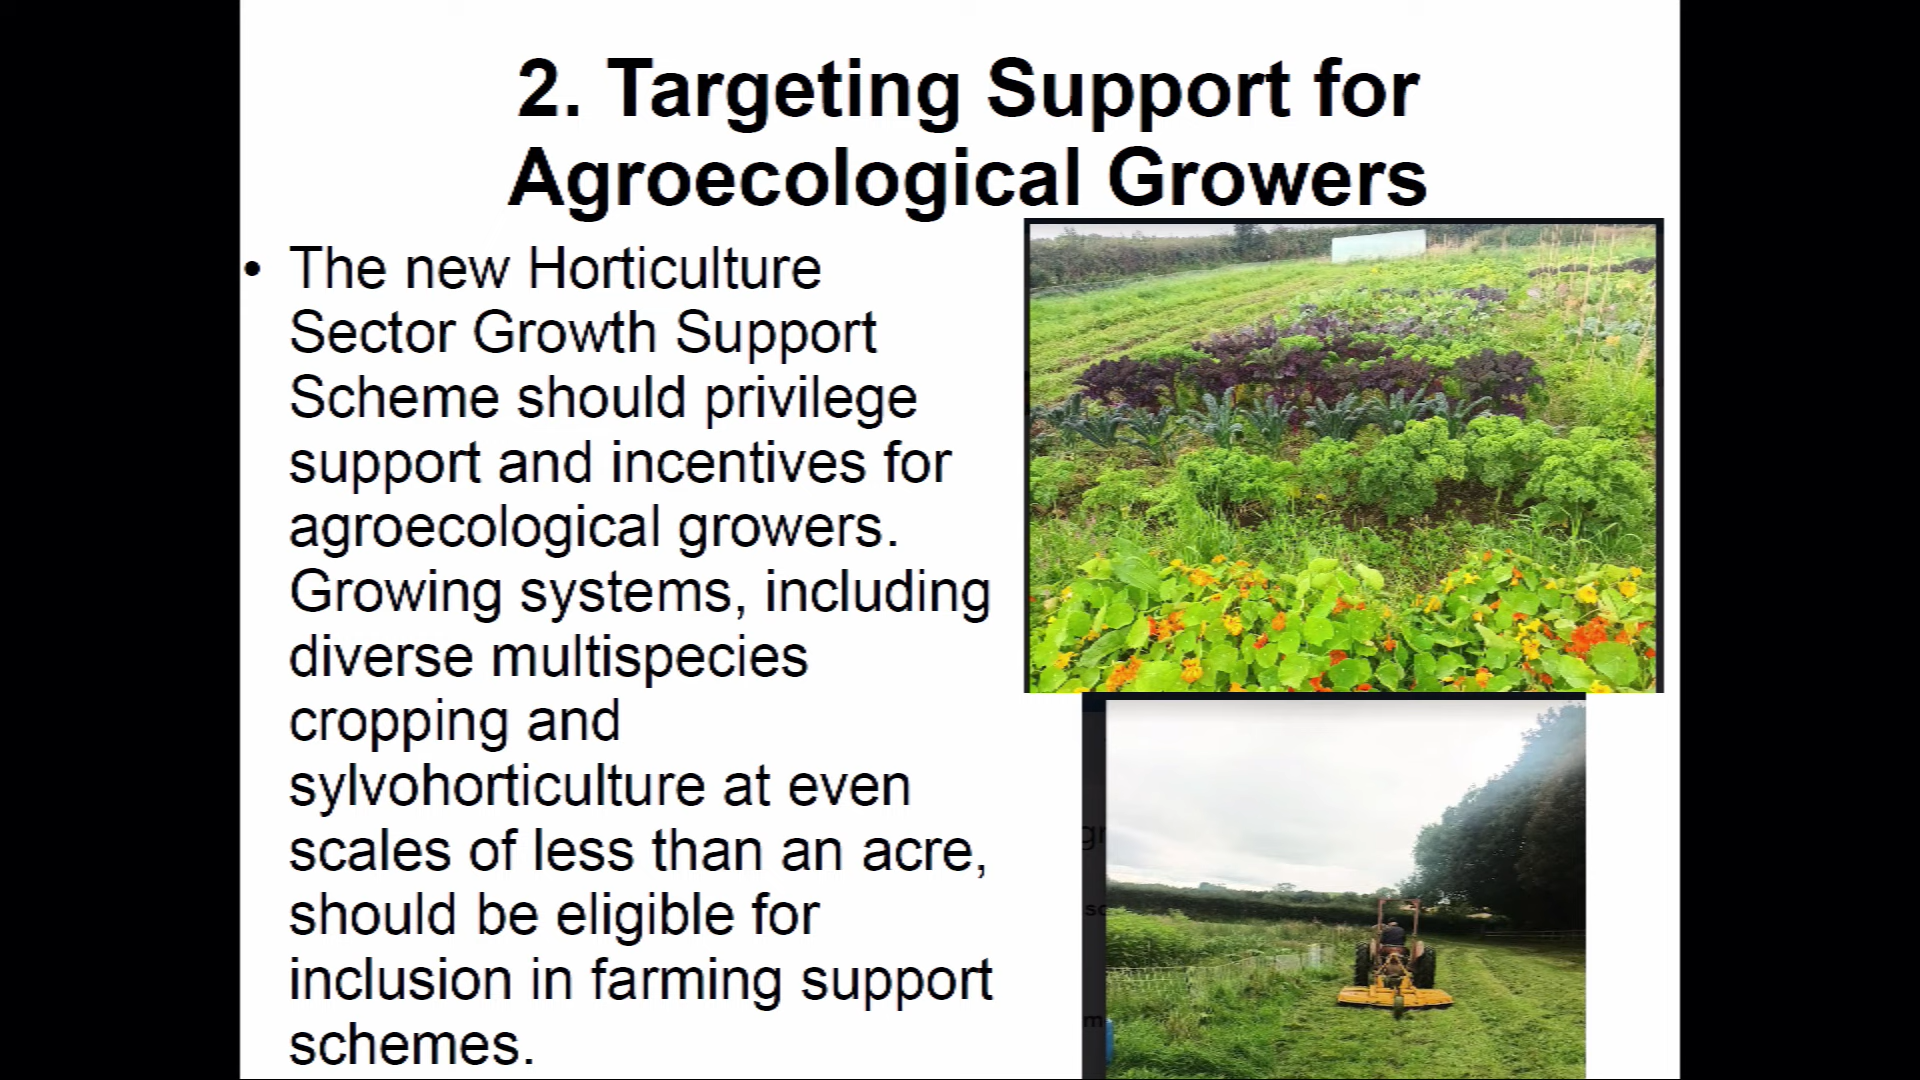 2. Targeting Support for
Agroecological Growers
• The new Horticulture
Sector Growth Support
Scheme should privilege
support and incentives for
agroecological growers.
Growing systems, including
diverse multispecies
cropping and
sylvohorticulture at even
scales of less than an acre,
should be eligible for
inclusion in farming support
schemes.